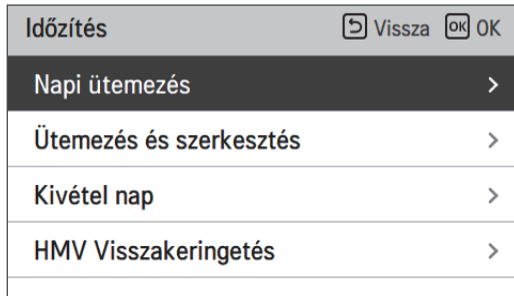 Időzítés Vissza OK OK
Napi ütemezés >
Ütemezés és szerkesztés >
Kivétel nap >
HMV Visszakeringetés >